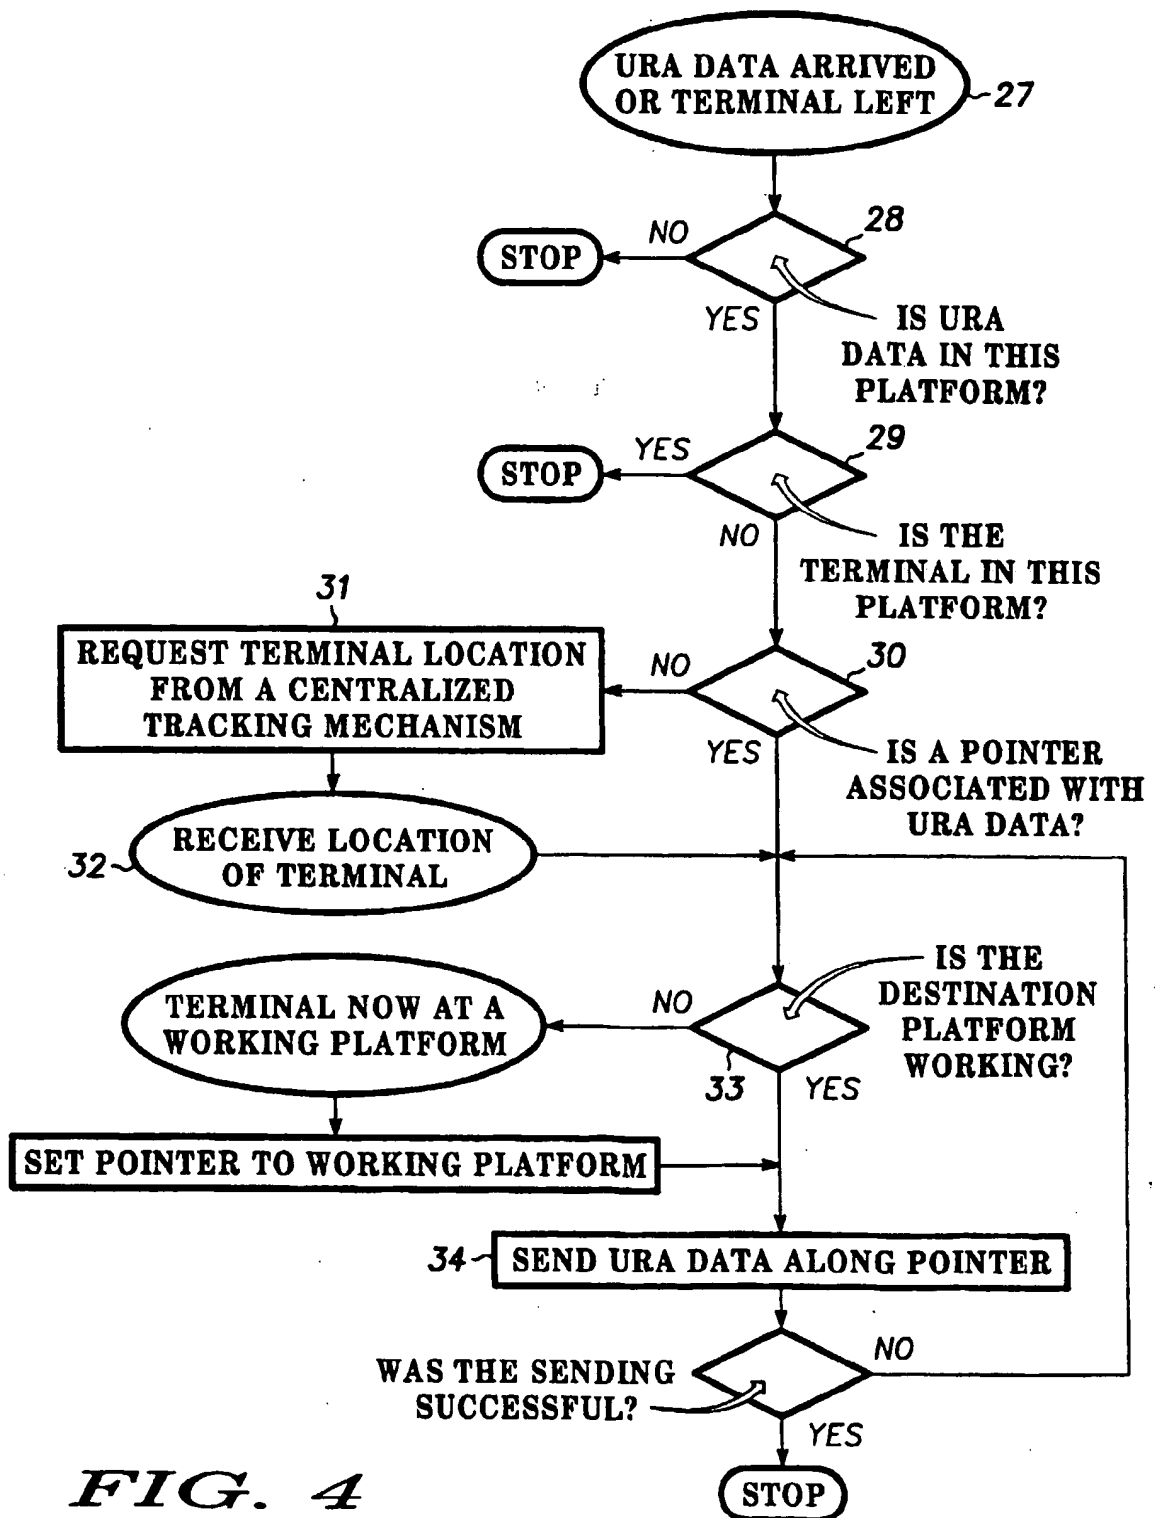 URA DATA ARRIVED
OR TERMINAL LEFT
27
28
NO
STOP
YES
IS URA
DATA IN THIS
PLATFORM?
29
YES
STOP
NO
IS THE
TERMINAL IN THIS
PLATFORM?
31
REQUEST TERMINAL LOCATION
FROM A CENTRALIZED
TRACKING MECHANISM
30
NO
YES
IS A POINTER
ASSOCIATED WITH
URA DATA?
32
RECEIVE LOCATION
OF TERMINAL
IS THE
DESTINATION
PLATFORM
WORKING?
NO
33
YES
TERMINAL NOW AT A
WORKING PLATFORM
SET POINTER TO WORKING PLATFORM
34
SEND URA DATA ALONG POINTER
WAS THE SENDING
SUCCESSFUL?
NO
YES
STOP
FIG. 4